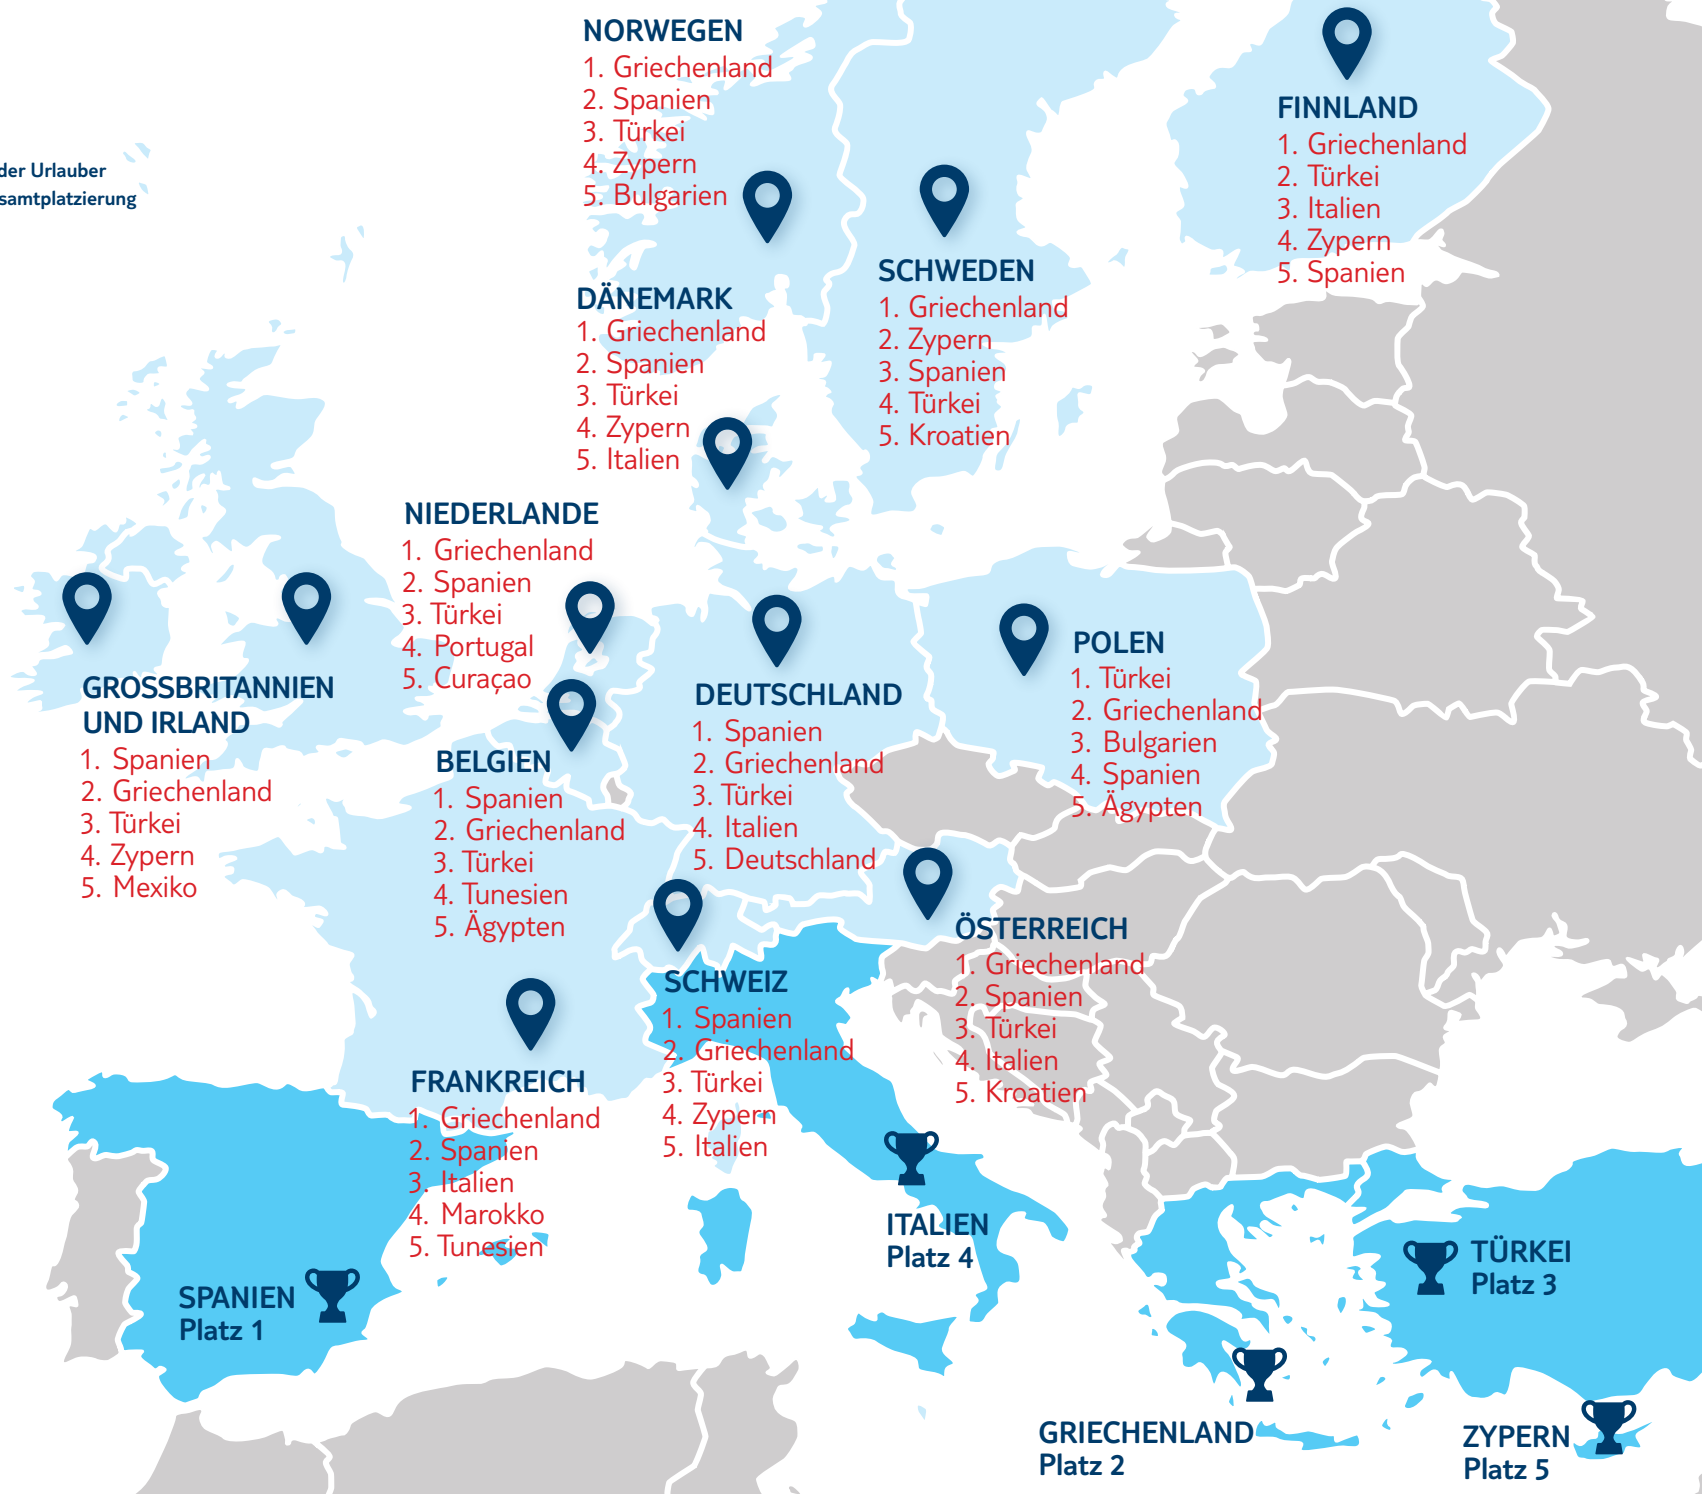 NORWEGEN
1. Griechenland
2. Spanien
3. Türkei
4. Zypern
5. Bulgarien
FINNLAND
1. Griechenland
2. Türkei
3. Italien
4. Zypern
5. Spanien
der Urlauber
samtplatzierung
SCHWEDEN
1. Griechenland
2. Zypern
3. Spanien
4. Türkei
5. Kroatien
DÄNEMARK
1. Griechenland
2. Spanien
3. Türkei
4. Zypern
5. Italien
NIEDERLANDE
1. Griechenland
2. Spanien
3. Türkei
4. Portugal
5. Curaçao
GROSSBRITANNIEN
UND IRLAND
1. Spanien
2. Griechenland
3. Türkei
4. Zypern
5. Mexiko
BELGIEN
1. Spanien
2. Griechenland
3. Türkei
4. Tunesien
5. Ägypten
DEUTSCHLAND
1. Spanien
2. Griechenland
3. Türkei
4. Italien
5. Deutschland
POLEN
1. Türkei
2. Griechenland
3. Bulgarien
4. Spanien
5. Ägypten
ÖSTERREICH
1. Griechenland
2. Spanien
3. Türkei
4. Italien
5. Kroatien
SCHWEIZ
1. Spanien
2. Griechenland
3. Türkei
4. Zypern
5. Italien
FRANKREICH
1. Griechenland
2. Spanien
3. Italien
4. Marokko
5. Tunesien
SPANIEN
Platz 1
ITALIEN
Platz 4
TÜRKEI
Platz 3
GRIECHENLAND
Platz 2
ZYPERN
Platz 5